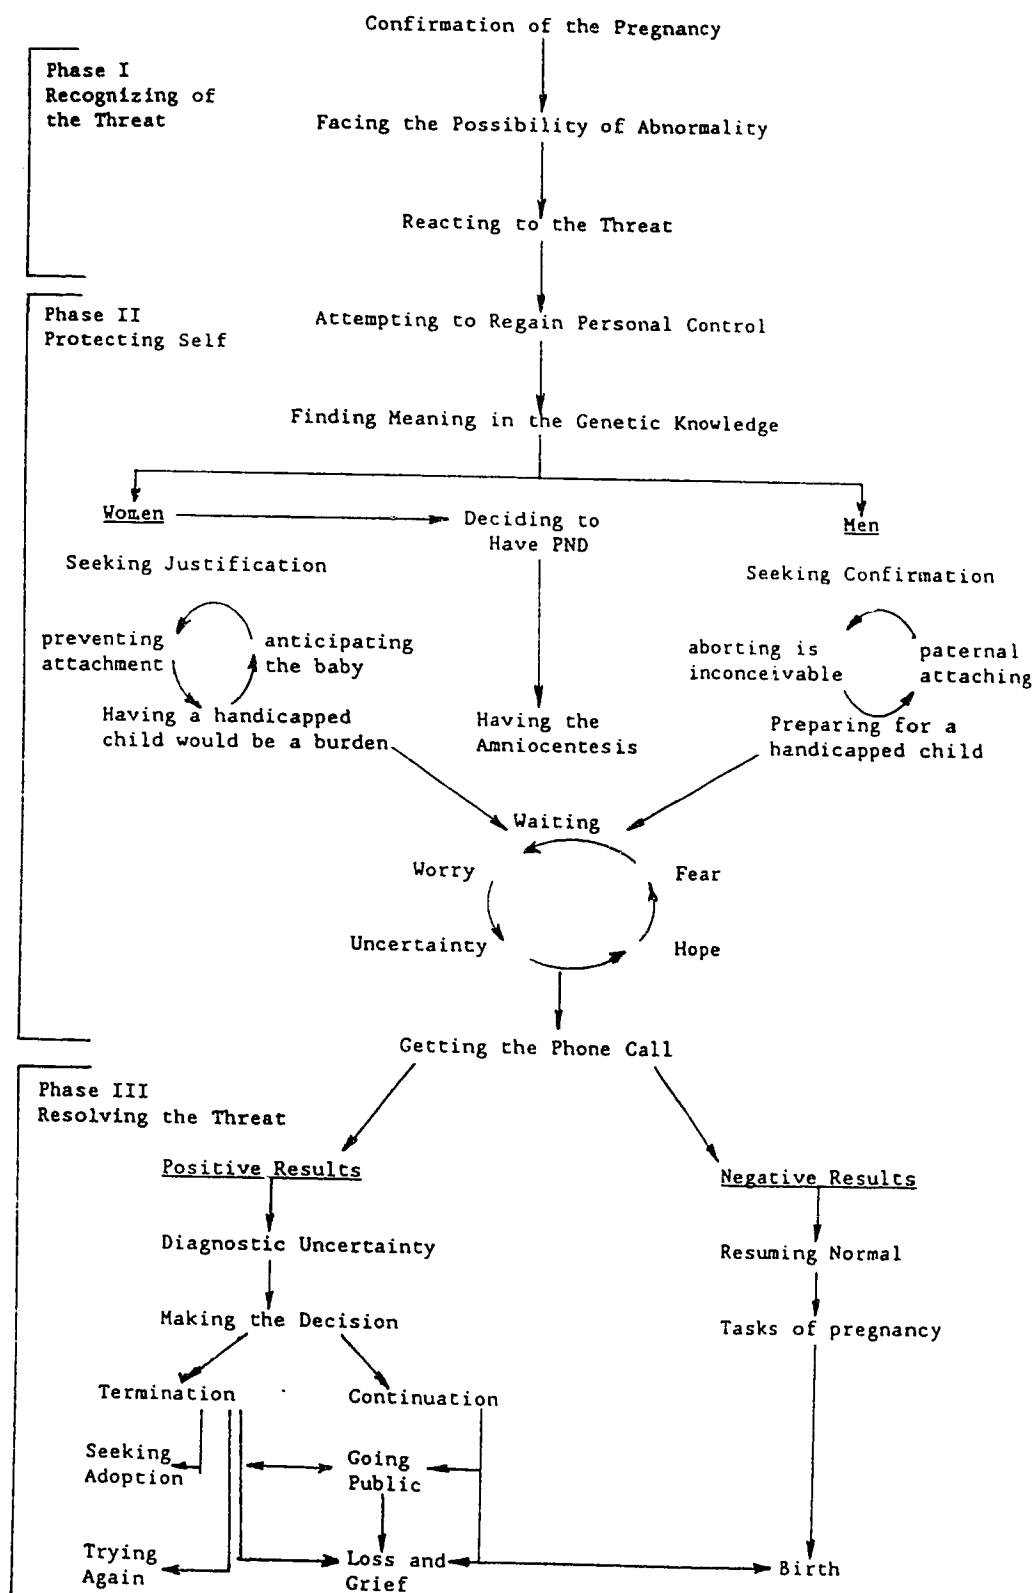 Confirmation of the Pregnancy
Phase I
Recognizing of
the Threat
Facing the Possibility of Abnormality
Reacting to the Threat
Phase II
Protecting Self
Attempting to Regain Personal Control
Finding Meaning in the Genetic Knowledge
Women
Deciding to
Have PND
Men
Seeking Justification
Seeking Confirmation
preventing
attachment
anticipating
the baby
aborting is
inconceivable
paternal
attaching
Having a handicapped
child would be a burden
Having the
Amniocentesis
Preparing for a
handicapped child
Waiting
Worry
Fear
Uncertainty
Hope
Getting the Phone Call
Phase III
Resolving the Threat
Positive Results
Negative Results
Diagnostic Uncertainty
Resuming Normal
Making the Decision
Tasks of pregnancy
Termination
Continuation
Seeking
Adoption
Going
Public
Trying
Again
Loss and
Grief
Birth